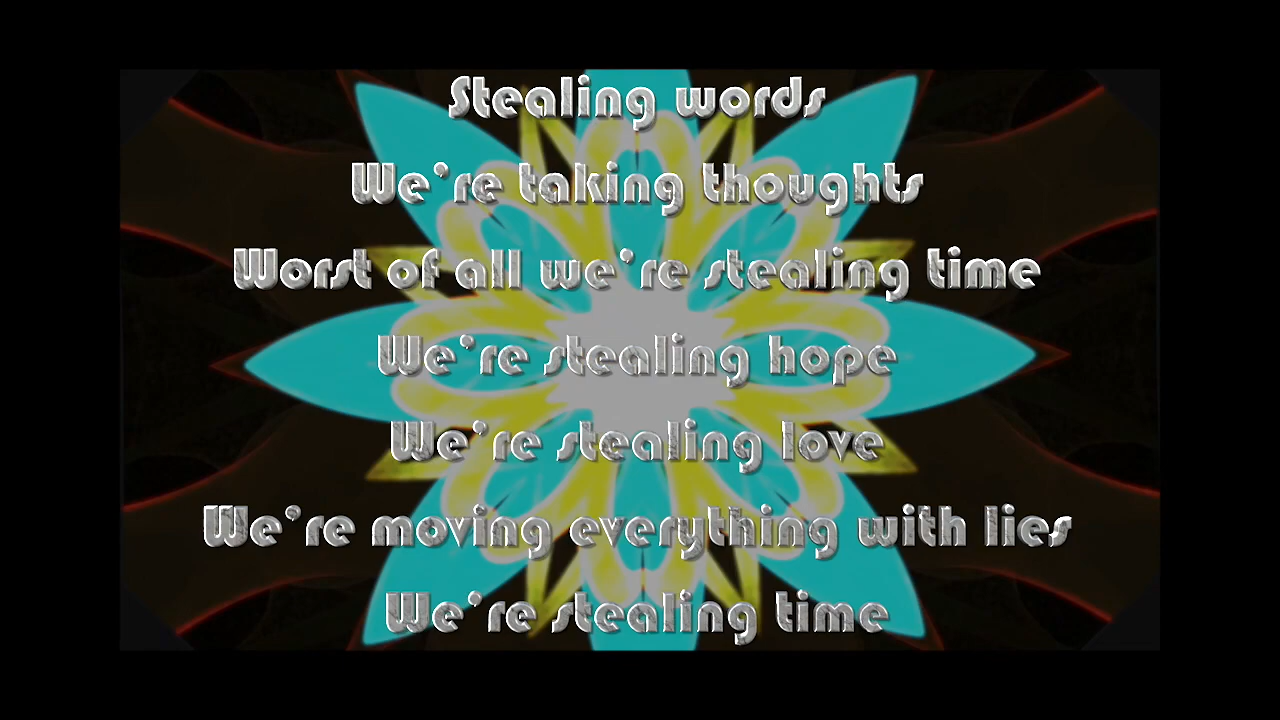 Stealing words
We're taking thoughts
Worst of all we're stealing time
We're stealing hope
We're stealing love
We're moving everything with lies
We're stealing time